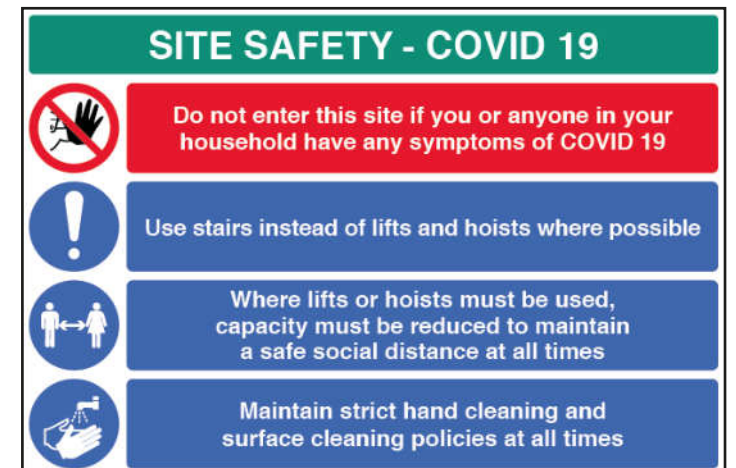 SITE SAFETY - COVID 19
Do not enter this site if you or anyone in your
household have any symptoms of COVID 19
Use stairs instead of lifts and hoists where possible
Where lifts or hoists must be used,
capacity must be reduced to maintain
a safe social distance at all times
Maintain strict hand cleaning and
surface cleaning policies at all times